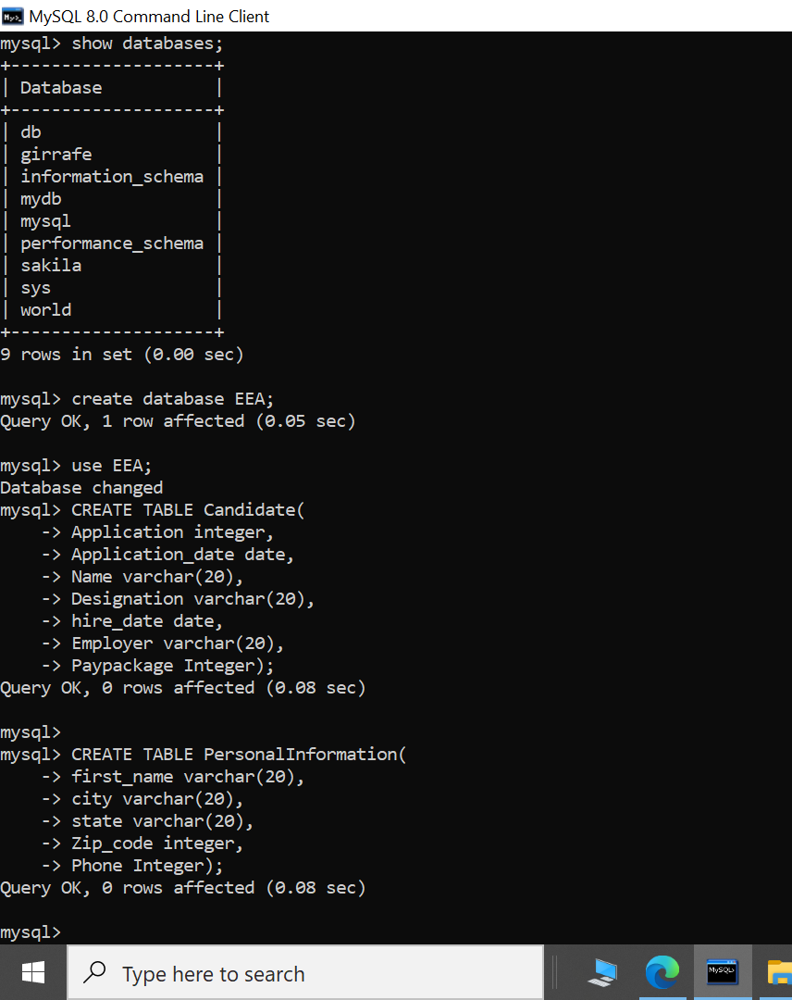 MySQL 8.0 Command Line Client
mysql> show databases;
+--------------------+
| Database           |
+--------------------+
| db                 |
| girrafe            |
| information_schema |
| mydb               |
| mysql              |
| performance_schema |
| sakila             |
| sys                |
| world              |
+--------------------+
9 rows in set (0.00 sec)
mysql> create database EEA;
Query OK, 1 row affected (0.05 sec)
mysql> use EEA;
Database changed
mysql> CREATE TABLE Candidate(
    -> Application integer,
    -> Application_date date,
    -> Name varchar(20),
    -> Designation varchar(20),
    -> hire_date date,
    -> Employer varchar(20),
    -> Paypackage Integer);
Query OK, 0 rows affected (0.08 sec)
mysql>
mysql> CREATE TABLE PersonalInformation(
    -> first_name varchar(20),
    -> city varchar(20),
    -> state varchar(20),
    -> Zip_code integer,
    -> Phone Integer);
Query OK, 0 rows affected (0.08 sec)
mysql>
Type here to search
MySQL>